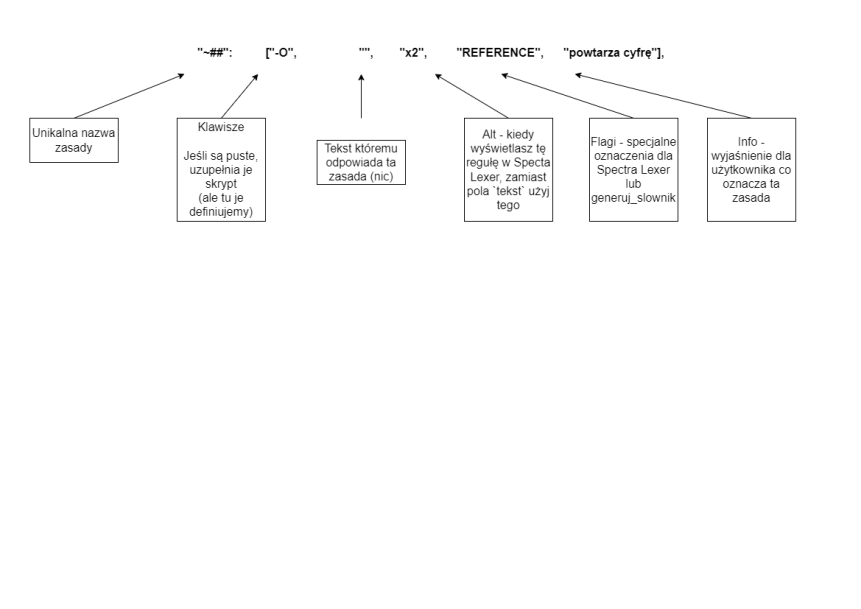 "~##": ["-O", "", "x2", "REFERENCE", "powtarza cyfrę"],
Unikalna nazwa
zasady
Klawisze
Jeśli są puste,
uzupełnia je
skrypt
(ale tu je
definiujemy)
Tekst któremu
odpowiada ta
zasada (nic)
Alt - kiedy
wyświetlasz tę
regułę w Specta
Lexer, zamiast
pola `tekst` użyj
tego
Flagi - specjalne
oznaczenia dla
Spectra Lexer
lub
generuj_slownik
Info -
wyjaśnienie dla
użytkownika co
oznacza ta
zasada